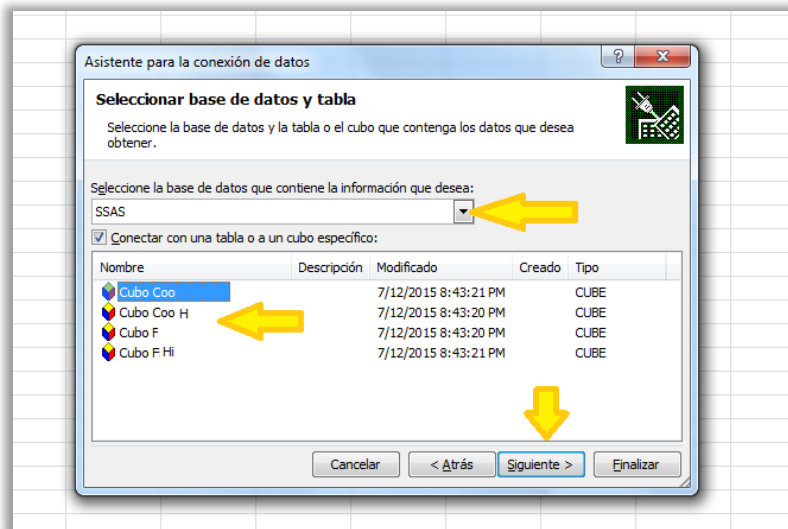 Asistente para la conexión de datos
Seleccionar base de datos y tabla
Seleccione la base de datos y la tabla o el cubo que contenga los datos que desea
obtener.
Seleccione la base de datos que contiene la información que desea:
SSAS
Conectar con una tabla o a un cubo específico:
Nombre Descripción Modificado Creado Tipo
Cubo Coo 7/12/2015 8:43:21 PM CUBE
Cubo Coo H 7/12/2015 8:43:20 PM CUBE
Cubo F 7/12/2015 8:43:20 PM CUBE
Cubo F Hi 7/12/2015 8:43:21 PM CUBE
Cancelar < Atrás Siguiente > Finalizar